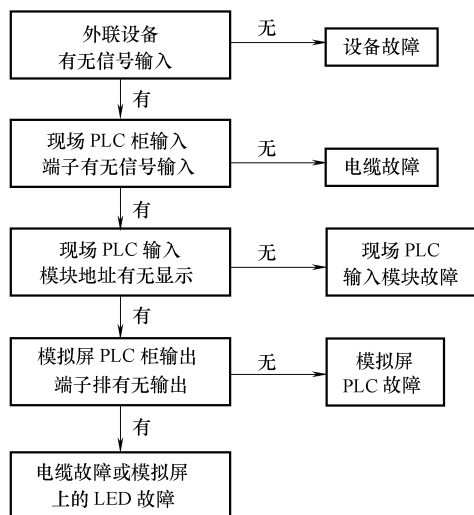 外联设备
有无信号输入
无
设备故障
有
现场 PLC 柜输入
端子有无信号输入
无
电缆故障
有
现场 PLC 输入
模块地址有无显示
无
现场 PLC
输入模块故障
有
模拟屏 PLC 柜输出
端子排有无输出
无
模拟屏
PLC 故障
有
电缆故障或模拟屏
上的 LED 故障